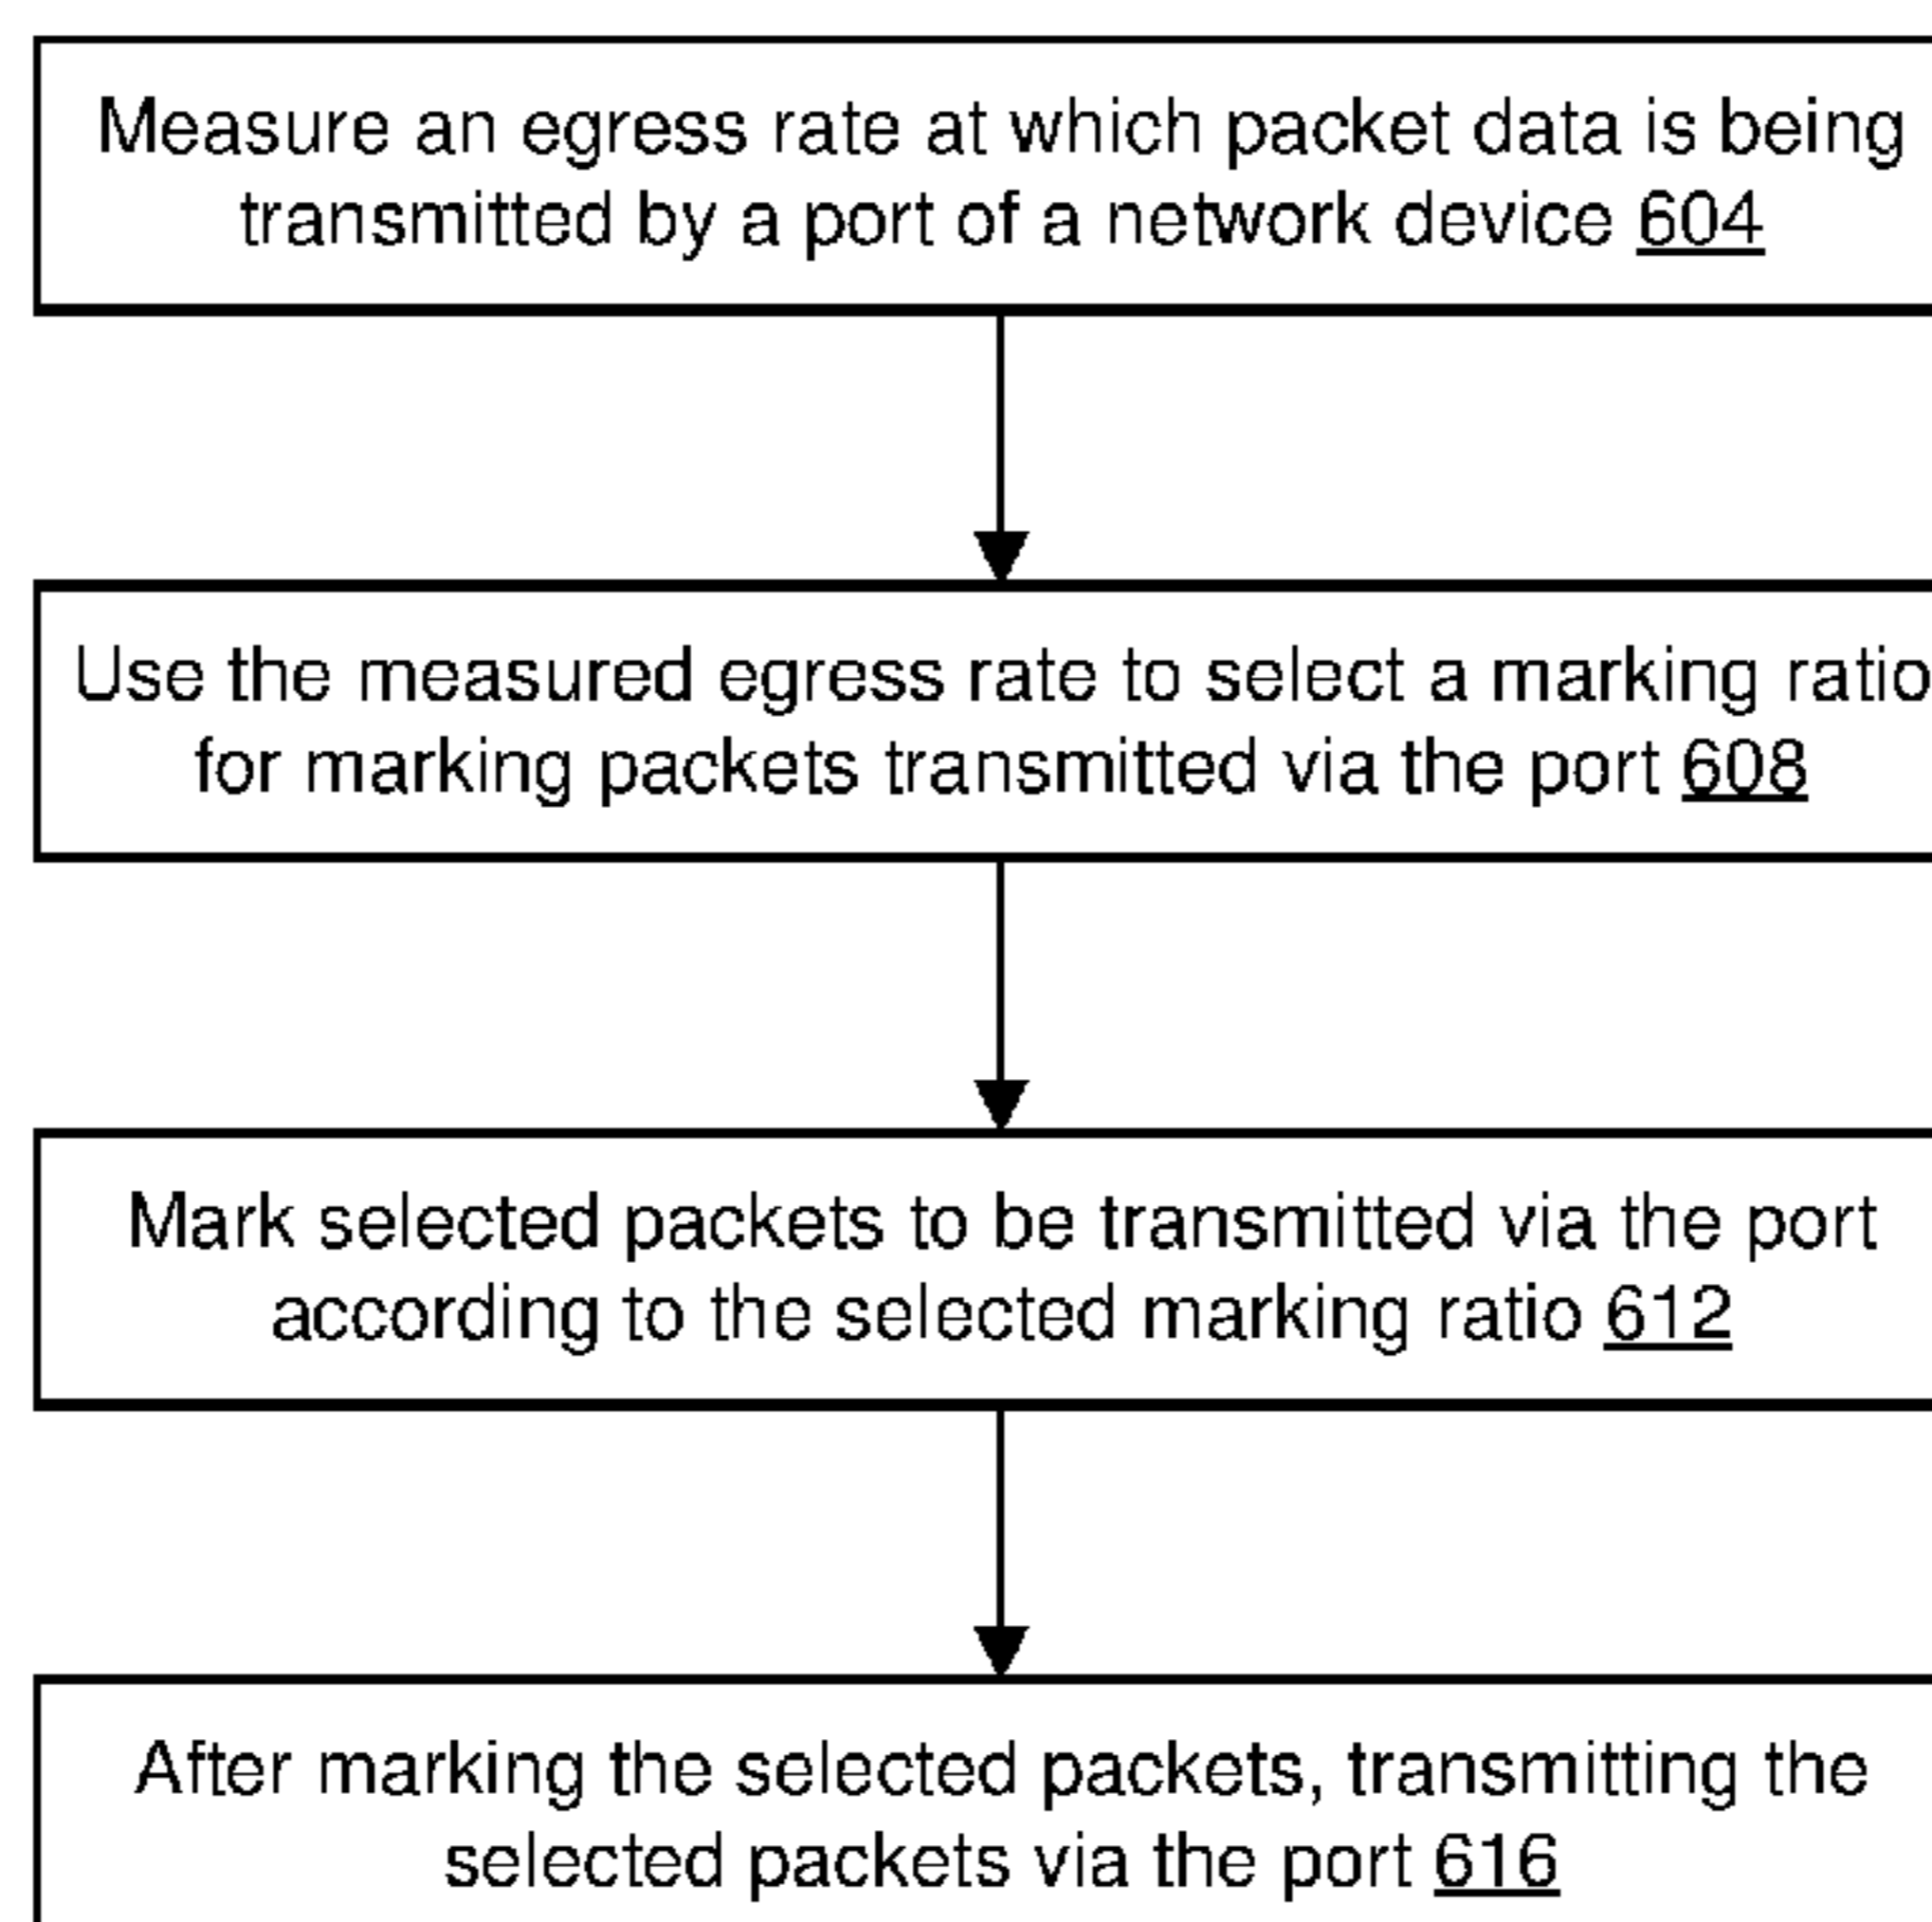 Measure an egress rate at which packet data is being
transmitted by a port of a network device 604
Use the measured egress rate to select a marking ratio
for marking packets transmitted via the port 608
Mark selected packets to be transmitted via the port
according to the selected marking ratio 612
After marking the selected packets, transmitting the
selected packets via the port 616